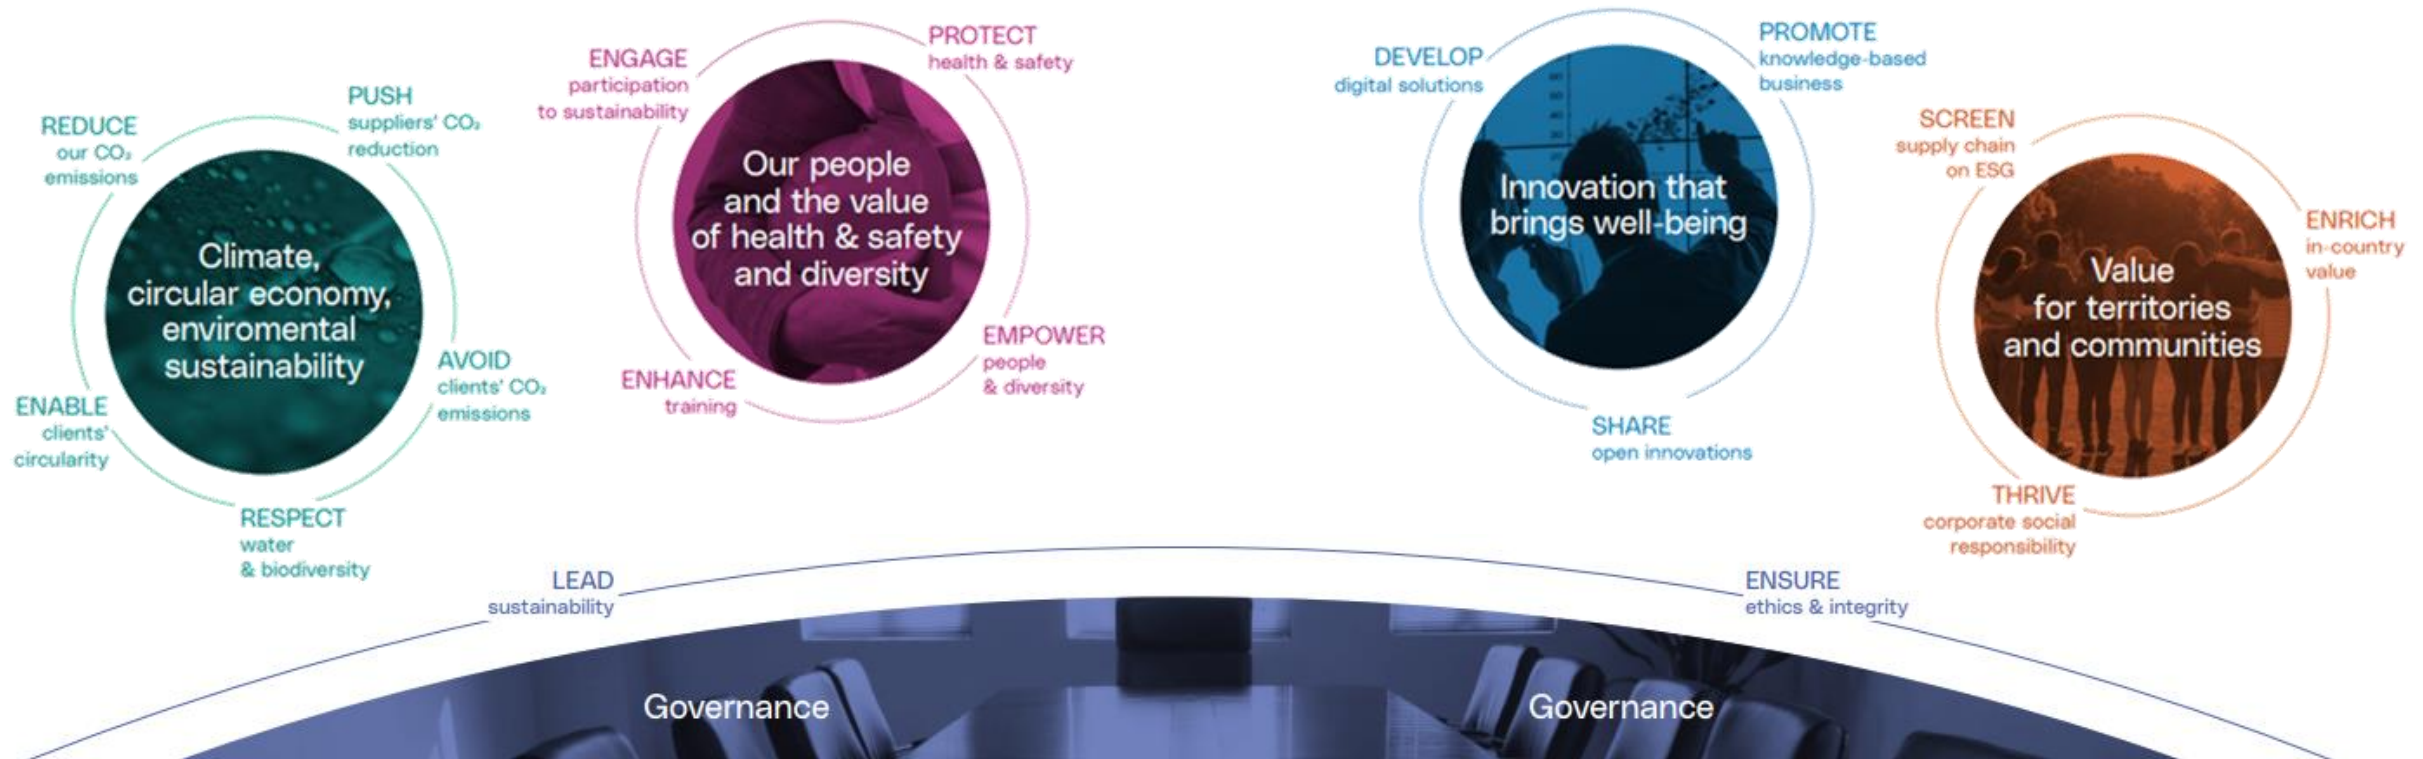 REDUCE
our CO₂
emissions
PUSH
suppliers' CO₂
reduction
Climate,
circular economy,
enviromental
sustainability
AVOID
clients' CO₂
emissions
ENABLE
clients'
circularity
RESPECT
water
& biodiversity
ENGAGE
participation
to sustainability
PROTECT
health & safety
Our people
and the value
of health & safety
and diversity
EMPOWER
people
& diversity
ENHANCE
training
DEVELOP
digital solutions
PROMOTE
knowledge-based
business
Innovation that
brings well-being
SHARE
open innovations
SCREEN
supply chain
on ESG
ENRICH
in-country
value
Value
for territories
and communities
THRIVE
corporate social
responsibility
LEAD
sustainability
ENSURE
ethics & integrity
Governance
Governance